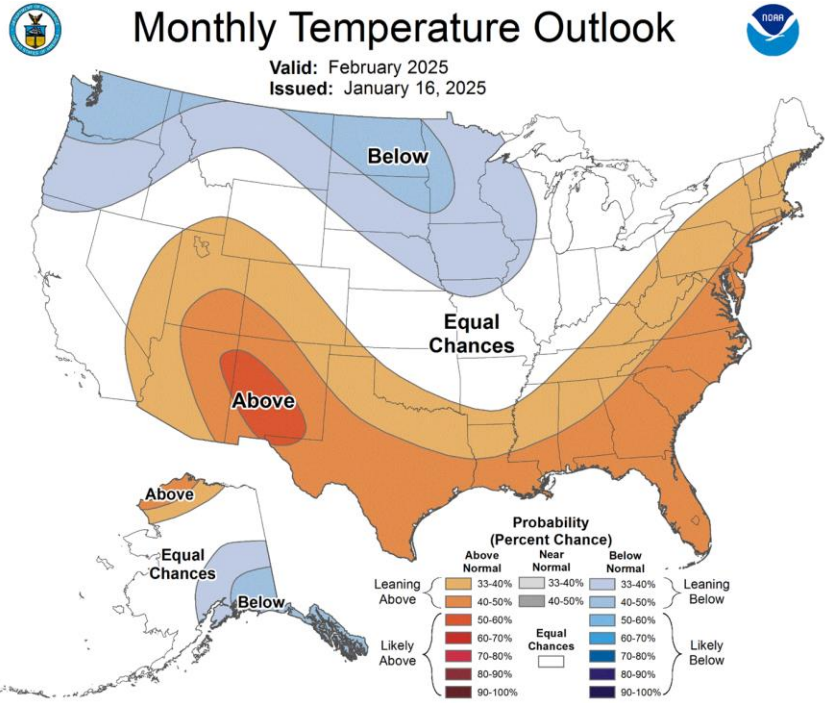 NOAA
Monthly Temperature Outlook
Valid: February 2025
Issued: January 16, 2025
Below
Equal
Chances
Above
Above
Equal
Chances
Below
Probability
(Percent Chance)
Above
Normal
Near
Normal
Below
Normal
Leaning
Above
33-40%
33-40%
33-40%
Leaning
Below
40-50%
40-50%
40-50%
Likely
Above
50-60%
Equal
Chances
50-60%
Likely
Below
60-70%
60-70%
70-80%
70-80%
80-90%
80-90%
90-100%
90-100%